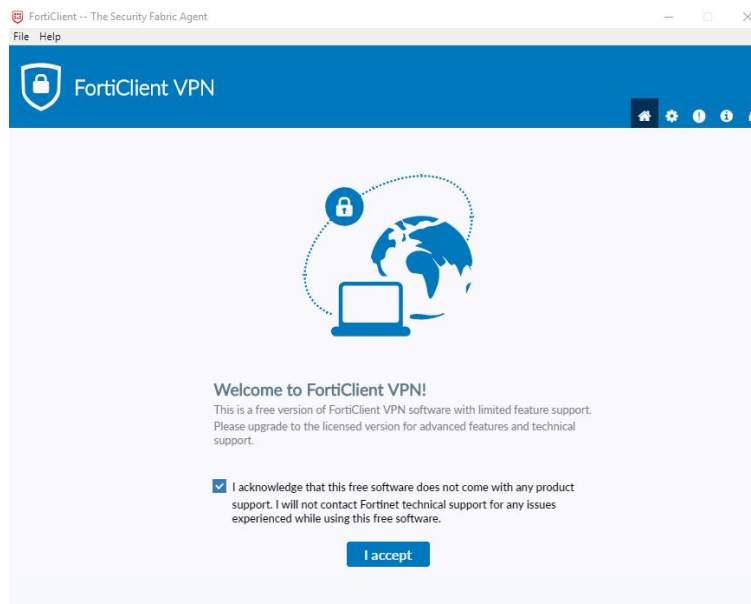 FortiClient -- The Security Fabric Agent
File Help
FortiClient VPN
Welcome to FortiClient VPN!
This is a free version of FortiClient VPN software with limited feature support.
Please upgrade to the licensed version for advanced features and technical
support.
I acknowledge that this free software does not come with any product
support. I will not contact Fortinet technical support for any issues
experienced while using this free software.
I accept